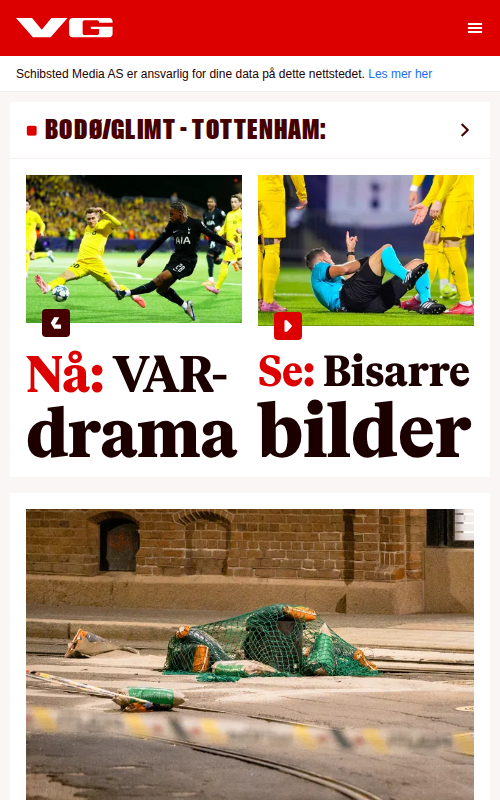 VG
Schibsted Media AS er ansvarlig for dine data på dette nettstedet. Les mer her
BODØ/GLIMT - TOTTENHAM:
AIA
Nå: VAR-
drama
Se: Bisarre
bilder